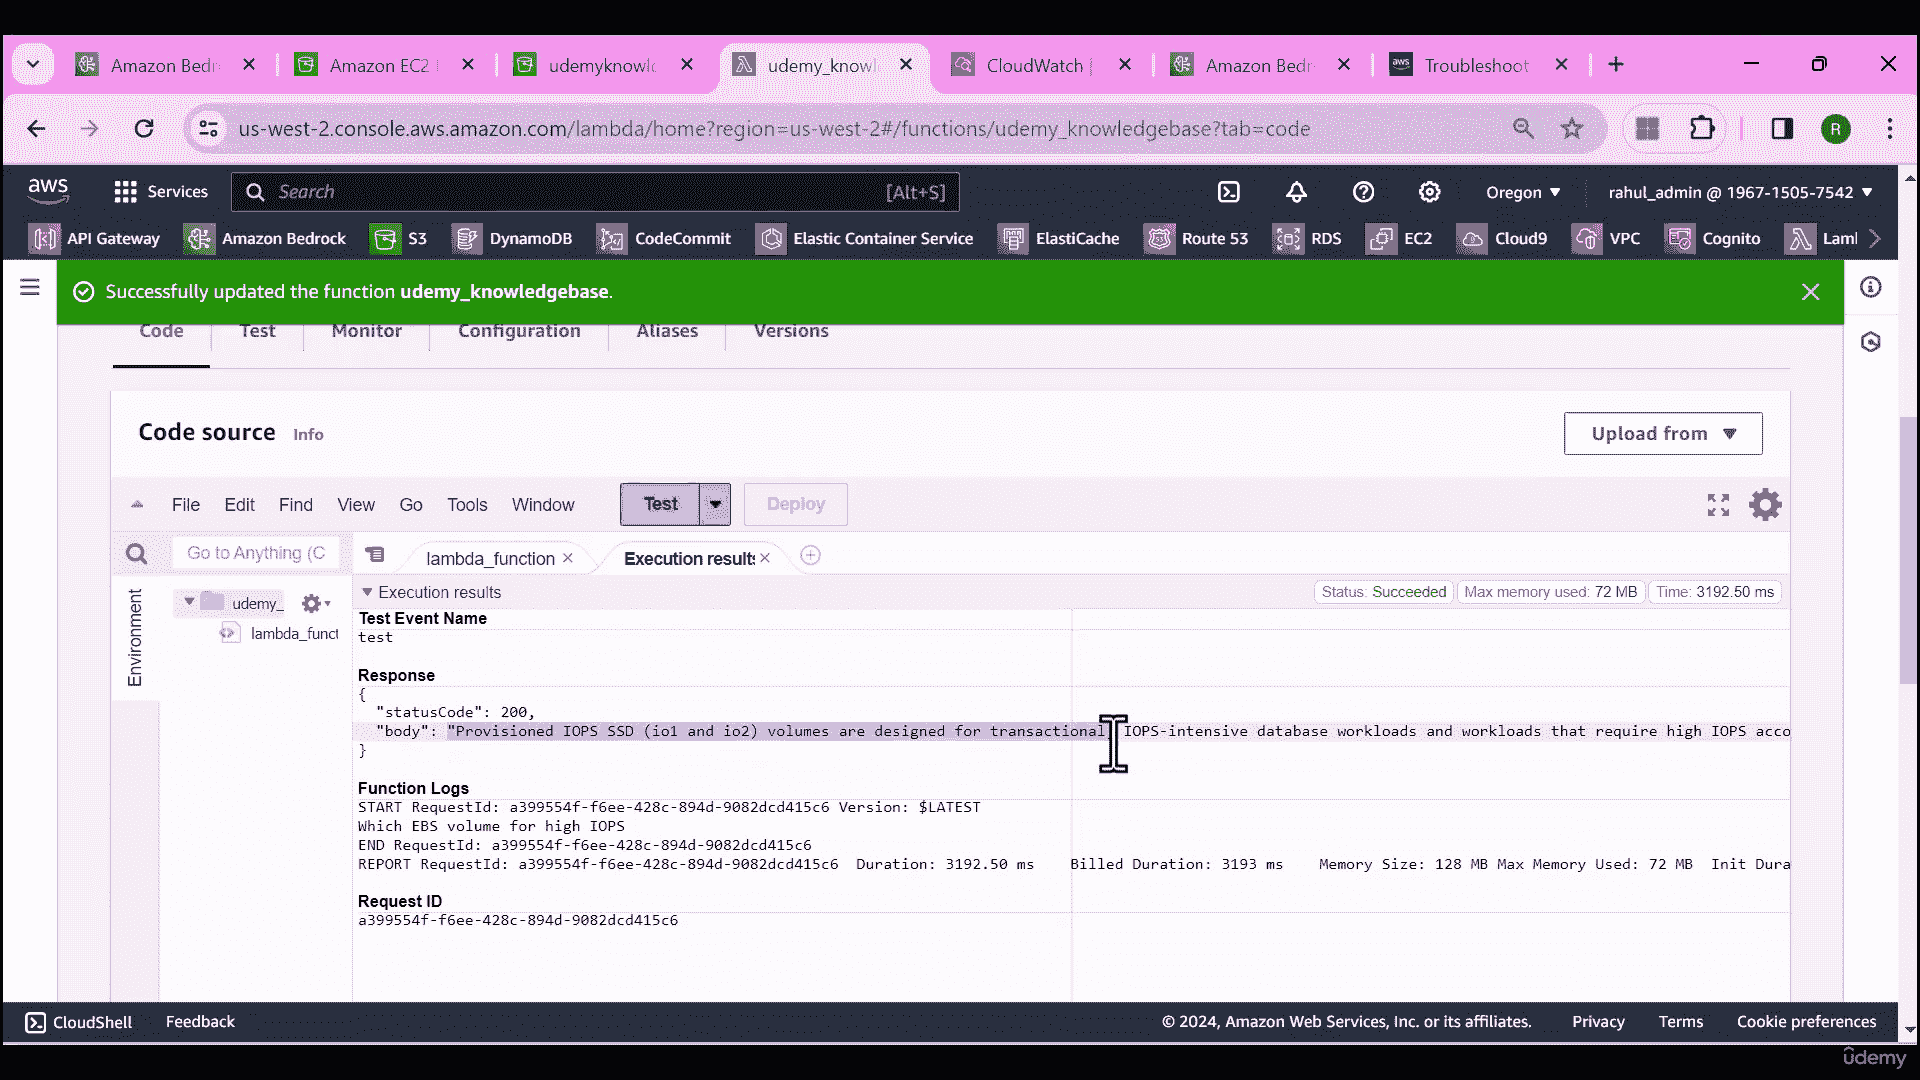 Amazon Bedr
Amazon EC2
udemyknowl
udemy_knowl
CloudWatch
Amazon Bedr
aws
Troubleshoot
us-west-2.console.aws.amazon.com/lambda/home?region=us-west-2#/functions/udemy_knowledgebase?tab=code
R
aws
Services
Search
[Alt+S]
Oregon
rahul_admin @ 1967-1505-7542
API Gateway
Amazon Bedrock
S3
DynamoDB
CodeCommit
Elastic Container Service
ElastiCache
Route 53
RDS
EC2
Cloud9
VPC
Cognito
Laml
Successfully updated the function udemy_knowledgebase.
Code
Test
Monitor
Configuration
Aliases
Versions
Code source Info
Upload from
File
Edit
Find
View
Go
Tools
Window
Test
Deploy
Go to Anything (C
lambda_function
Execution results
Environment
udemy_
lambda_funct
Execution results
Status: Succeeded
Max memory used: 72 MB
Time: 3192.50 ms
Test Event Name
test
Response
{
"statusCode": 200,
"body": "Provisioned IOPS SSD (io1 and io2) volumes are designed for transactional, IOPS-intensive database workloads and workloads that require high IOPS acco
}
Function Logs
START RequestId: a399554f-f6ee-428c-894d-9082dcd415c6 Version: $LATEST
Which EBS volume for high IOPS
END RequestId: a399554f-f6ee-428c-894d-9082dcd415c6
REPORT RequestId: a399554f-f6ee-428c-894d-9082dcd415c6 Duration: 3192.50 ms Billed Duration: 3193 ms Memory Size: 128 MB Max Memory Used: 72 MB Init Dura
Request ID
a399554f-f6ee-428c-894d-9082dcd415c6
CloudShell
Feedback
© 2024, Amazon Web Services, Inc. or its affiliates.
Privacy
Terms
Cookie preferences
udemy